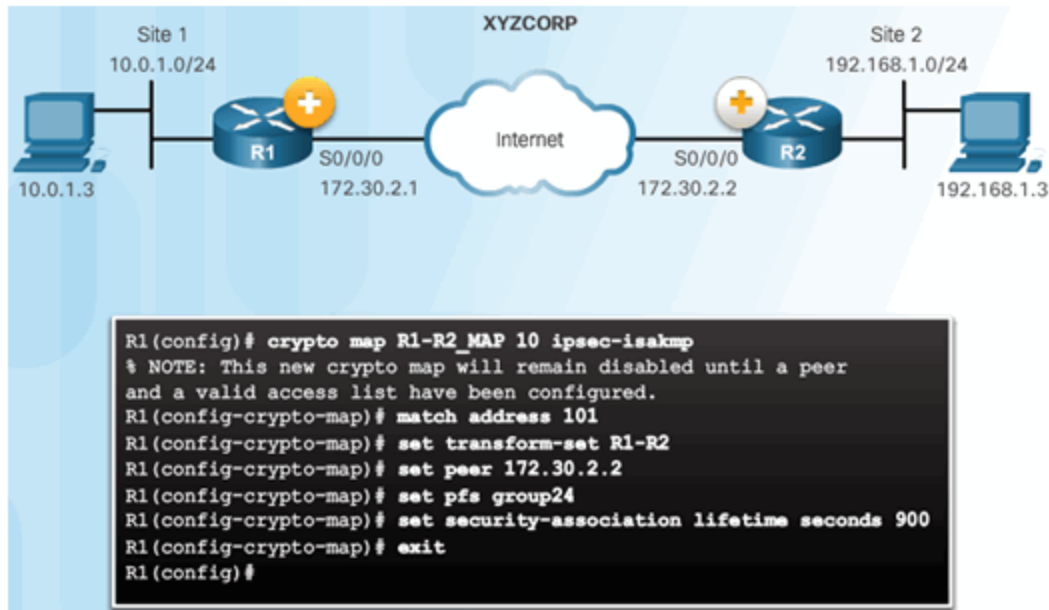 XYZCORP
Site 1
10.0.1.0/24
Site 2
192.168.1.0/24
R1
S0/0/0
172.30.2.1
Internet
S0/0/0
172.30.2.2
R2
10.0.1.3
192.168.1.3
R1(config)# crypto map R1-R2_MAP 10 ipsec-isakmp
% NOTE: This new crypto map will remain disabled until a peer
and a valid access list have been configured.
R1(config-crypto-map)# match address 101
R1(config-crypto-map)# set transform-set R1-R2
R1(config-crypto-map)# set peer 172.30.2.2
R1(config-crypto-map)# set pfs group24
R1(config-crypto-map)# set security-association lifetime seconds 900
R1(config-crypto-map)# exit
R1(config)#